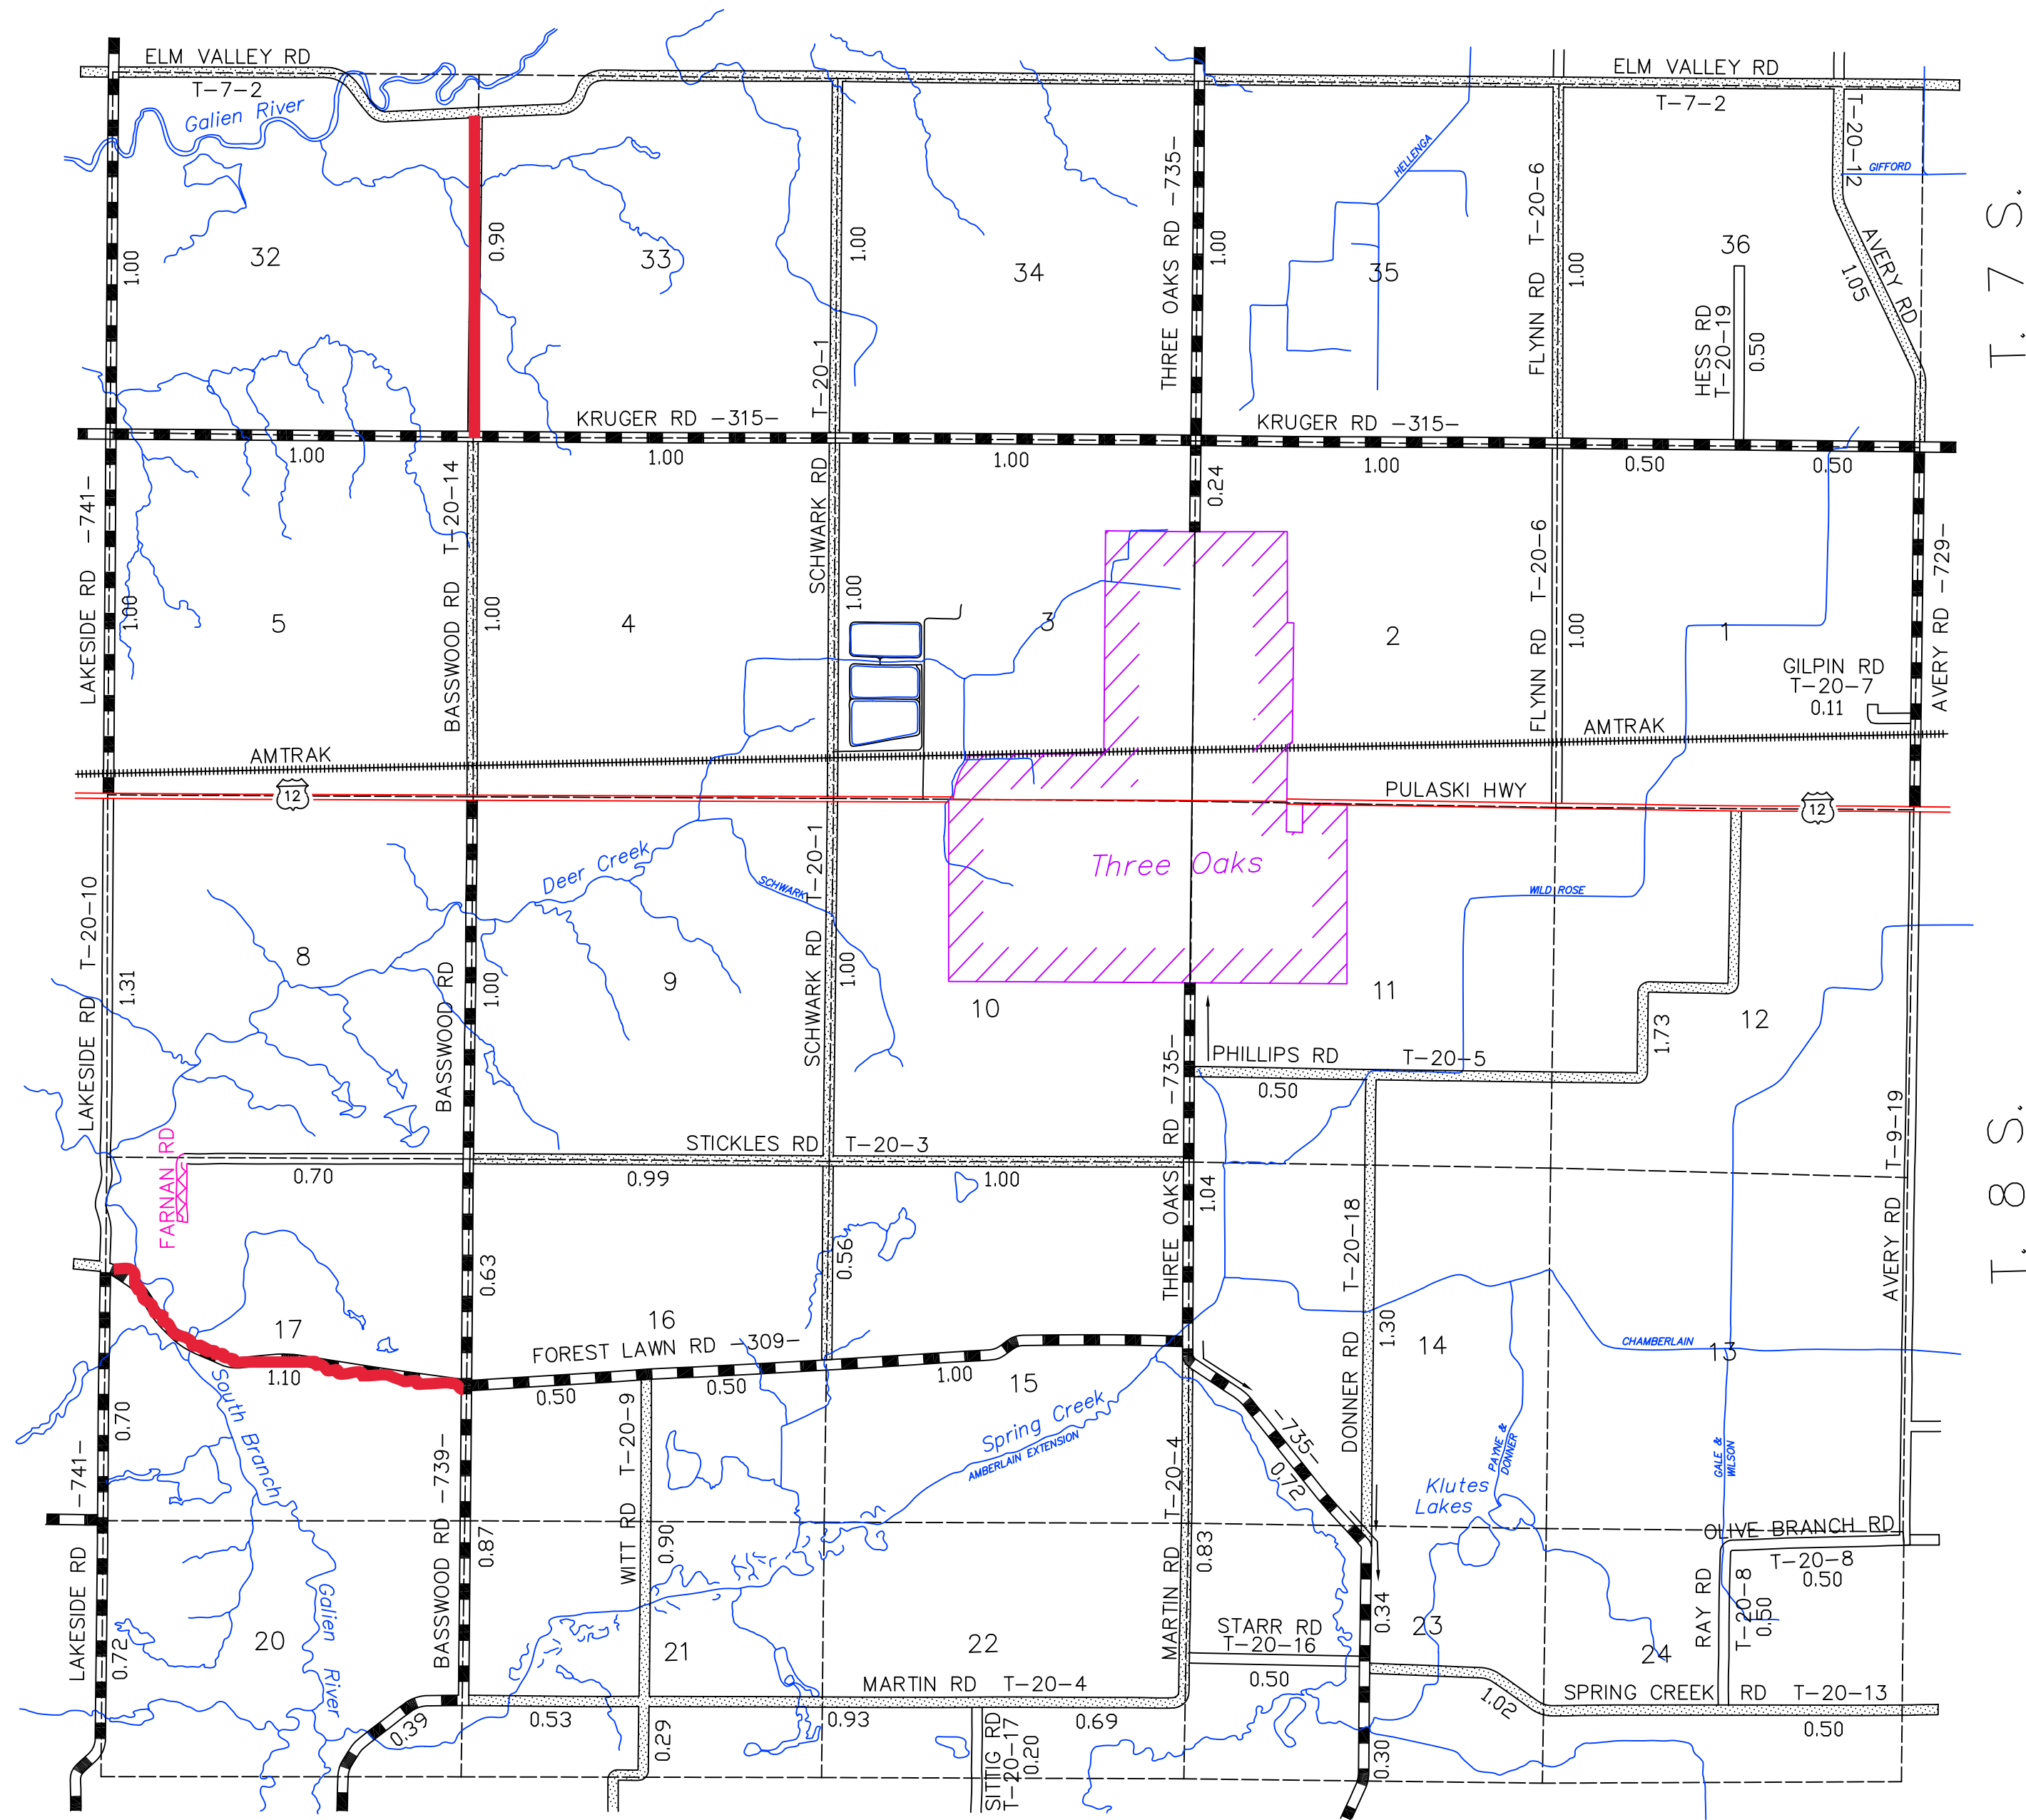 ELM VALLEY RD
T-7-2
Galien River
ELM VALLEY RD
T-7-2
T-20-12
GIFFORD
HELLENGA
THREE OAKS RD -735-
FLYNN RD T-20-6
T. 7 S.
1.00
32
0.90
33
1.00
34
1.00
35
1.00
36
AVERY RD
1.05
HESS RD
T-20-19
0.50
T-20-1
KRUGER RD -315-
KRUGER RD -315-
1.00
1.00
1.00
1.00
0.50
0.50
0.24
LAKESIDE RD -741-
1.00
5
BASSWOOD RD T-20-14
1.00
4
SCHWARK RD
1.00
3
2
FLYNN RD T-20-6
1.00
1
GILPIN RD
T-20-7
0.11
AVERY RD -729-
AMTRAK
AMTRAK
12
PULASKI HWY
12
Three Oaks
Deer Creek
SCHWARK
T-20-1
WILD ROSE
LAKESIDE RD T-20-10
1.31
8
BASSWOOD RD
1.00
9
SCHWARK RD
1.00
10
11
12
1.73
THREE OAKS RD -735-
PHILLIPS RD T-20-5
0.50
STICKLES RD T-20-3
FARNAN RD
0.70
0.99
1.00
1.04
T-20-18
AVERY RD T-9-19
T. 8 S.
0.63
0.56
17
1.10
16
FOREST LAWN RD -309-
0.50
0.50
1.00
15
DONNER RD
1.30
14
CHAMBERLAIN
13
South Branch
Galien River
LAKESIDE RD -741-
0.70
0.72
BASSWOOD RD -739-
0.87
WITT RD T-20-9
0.90
Spring Creek
AMBERLAIN EXTENSION
MARTIN RD T-20-4
0.83
-735-
0.72
Klutes
Lakes
PAYNE &
DONNER
GALE &
WILSON
OLIVE BRANCH RD
T-20-8
0.50
RAY RD
T-20-8
0.50
20
21
22
STARR RD
T-20-16
0.50
0.34
23
24
MARTIN RD T-20-4
0.39
0.53
0.29
0.93
0.69
SITTIG RD
T-20-17
0.20
0.30
1.02
SPRING CREEK RD T-20-13
0.50